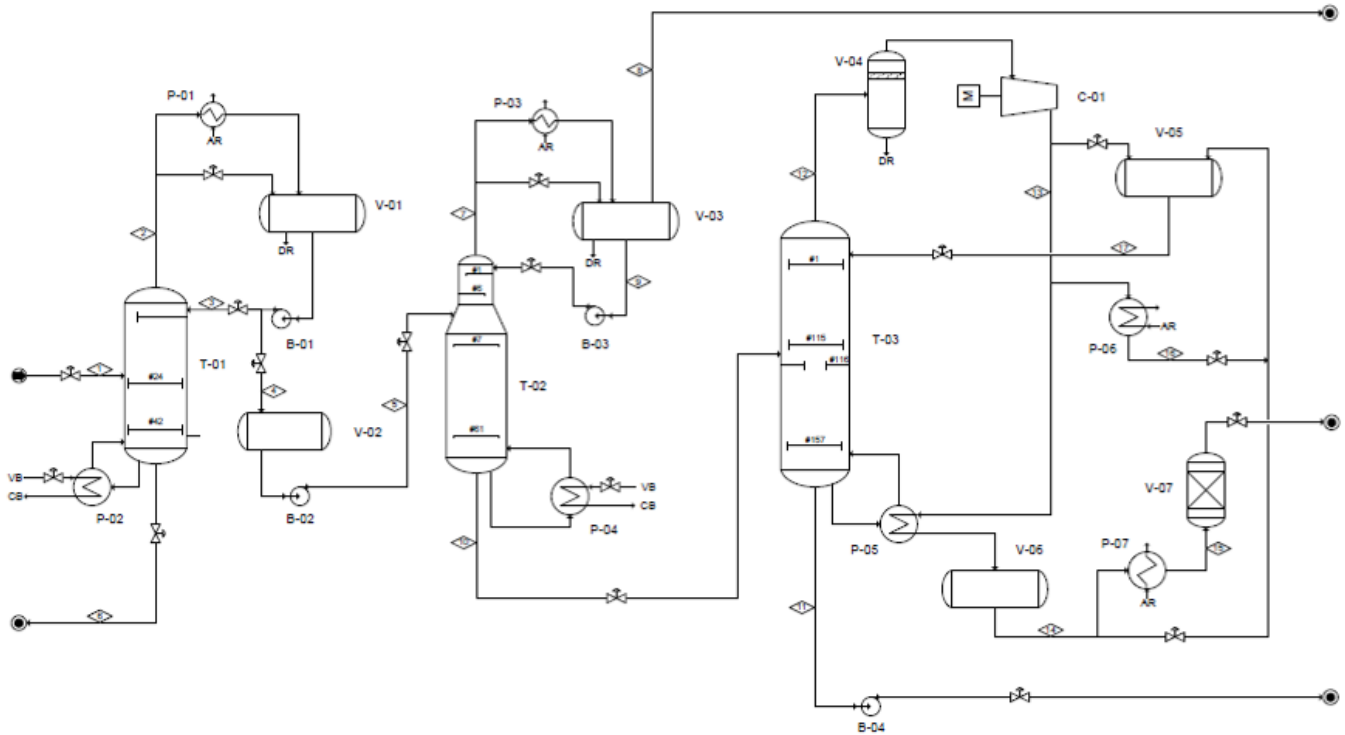 8
V-04
P-01
P-03
M
C-01
AR
AR
V-05
DR
12
13
2
V-01
7
V-03
DR
DR
17
#1
#1
9
#6
3
P-06
AR
B-01
B-03
#115
T-03
16
#7
#116
1
T-01
#24
T-02
4
5
#42
#61
#157
V-02
VB
CB
P-02
B-02
VB
CB
P-04
V-07
10
P-05
V-06
P-07
15
AR
11
14
6
B-04